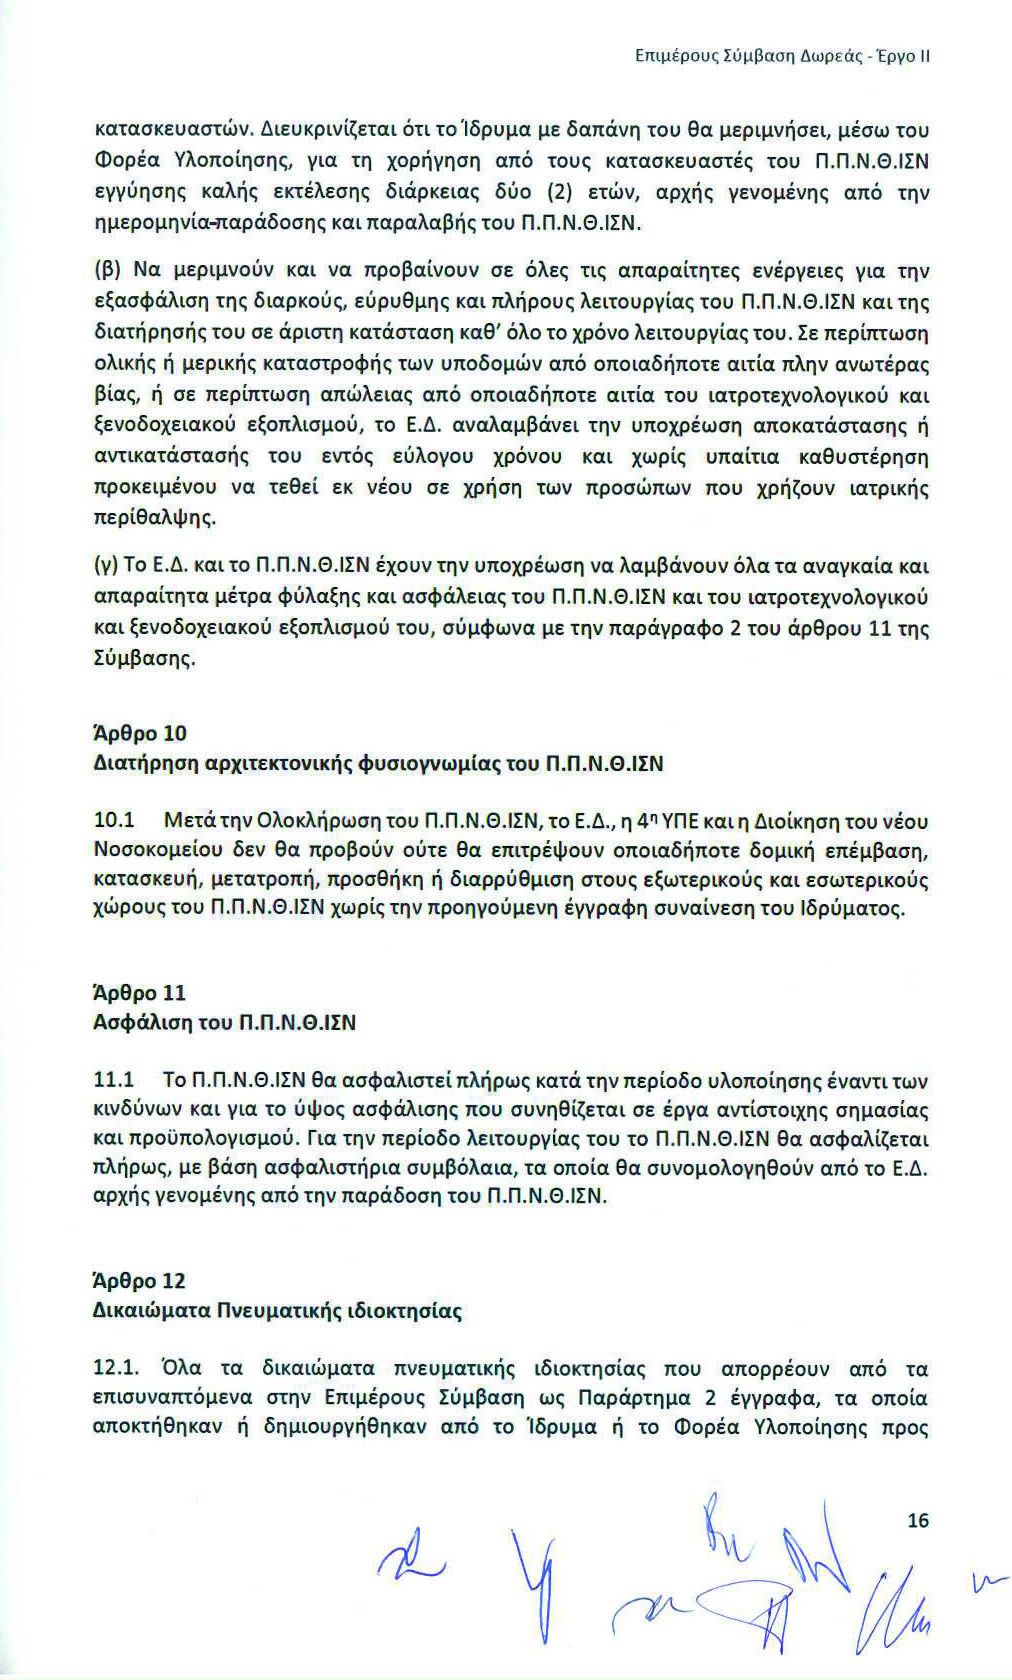 Επιμέρους Σύμβαση Δωρεάς - Έργο ΙΙ
κατασκευαστών. Διευκρινίζεται ότι το Ίδρυμα με δαπάνη του θα μεριμνήσει, μέσω του
Φορέα Υλοποίησης, για τη χορήγηση από τους κατασκευαστές του Π.Π.Ν.Θ.ΙΣΝ
εγγύησης καλής εκτέλεσης διάρκειας δύο (2) ετών, αρχής γενομένης από την
ημερομηνία-παράδοσης και παραλαβής του Π.Π.Ν.Θ.ΙΣΝ.
(β) Να μεριμνούν και να προβαίνουν σε όλες τις απαραίτητες ενέργειες για την
εξασφάλιση της διαρκούς, εύρυθμης και πλήρους λειτουργίας του Π.Π.Ν.Θ.ΙΣΝ και της
διατήρησής του σε άριστη κατάσταση καθ’ όλο το χρόνο λειτουργίας του. Σε περίπτωση
ολικής ή μερικής καταστροφής των υποδομών από οποιαδήποτε αιτία πλην ανωτέρας
βίας, ή σε περίπτωση απώλειας από οποιαδήποτε αιτία του ιατροτεχνολογικού και
ξενοδοχειακού εξοπλισμού, το Ε.Δ. αναλαμβάνει την υποχρέωση αποκατάστασης ή
αντικατάστασής του εντός εύλογου χρόνου και χωρίς υπαίτια καθυστέρηση
προκειμένου να τεθεί εκ νέου σε χρήση των προσώπων που χρήζουν ιατρικής
περίθαλψης.
(γ) Το Ε.Δ. και το Π.Π.Ν.Θ.ΙΣΝ έχουν την υποχρέωση να λαμβάνουν όλα τα αναγκαία και
απαραίτητα μέτρα φύλαξης και ασφάλειας του Π.Π.Ν.Θ.ΙΣΝ και του ιατροτεχνολογικού
και ξενοδοχειακού εξοπλισμού του, σύμφωνα με την παράγραφο 2 του άρθρου 11 της
Σύμβασης.
Άρθρο 10
Διατήρηση αρχιτεκτονικής φυσιογνωμίας του Π.Π.Ν.Θ.ΙΣΝ
10.1 Μετά την Ολοκλήρωση του Π.Π.Ν.Θ.ΙΣΝ, το Ε.Δ., η 4η ΥΠΕ και η Διοίκηση του νέου
Νοσοκομείου δεν θα προβούν ούτε θα επιτρέψουν οποιαδήποτε δομική επέμβαση,
κατασκευή, μετατροπή, προσθήκη ή διαρρύθμιση στους εξωτερικούς και εσωτερικούς
χώρους του Π.Π.Ν.Θ.ΙΣΝ χωρίς την προηγούμενη έγγραφη συναίνεση του Ιδρύματος.
Άρθρο 11
Ασφάλιση του Π.Π.Ν.Θ.ΙΣΝ
11.1 Το Π.Π.Ν.Θ.ΙΣΝ θα ασφαλιστεί πλήρως κατά την περίοδο υλοποίησης έναντι των
κινδύνων και για το ύψος ασφάλισης που συνηθίζεται σε έργα αντίστοιχης σημασίας
και προϋπολογισμού. Για την περίοδο λειτουργίας του το Π.Π.Ν.Θ.ΙΣΝ θα ασφαλίζεται
πλήρως, με βάση ασφαλιστήρια συμβόλαια, τα οποία θα συνομολογηθούν από το Ε.Δ.
αρχής γενομένης από την παράδοση του Π.Π.Ν.Θ.ΙΣΝ.
Άρθρο 12
Δικαιώματα Πνευματικής ιδιοκτησίας
12.1. Όλα τα δικαιώματα πνευματικής ιδιοκτησίας που απορρέουν από τα
επισυναπτόμενα στην Επιμέρους Σύμβαση ως Παράρτημα 2 έγγραφα, τα οποία
αποκτήθηκαν ή δημιουργήθηκαν από το Ίδρυμα ή το Φορέα Υλοποίησης προς
16